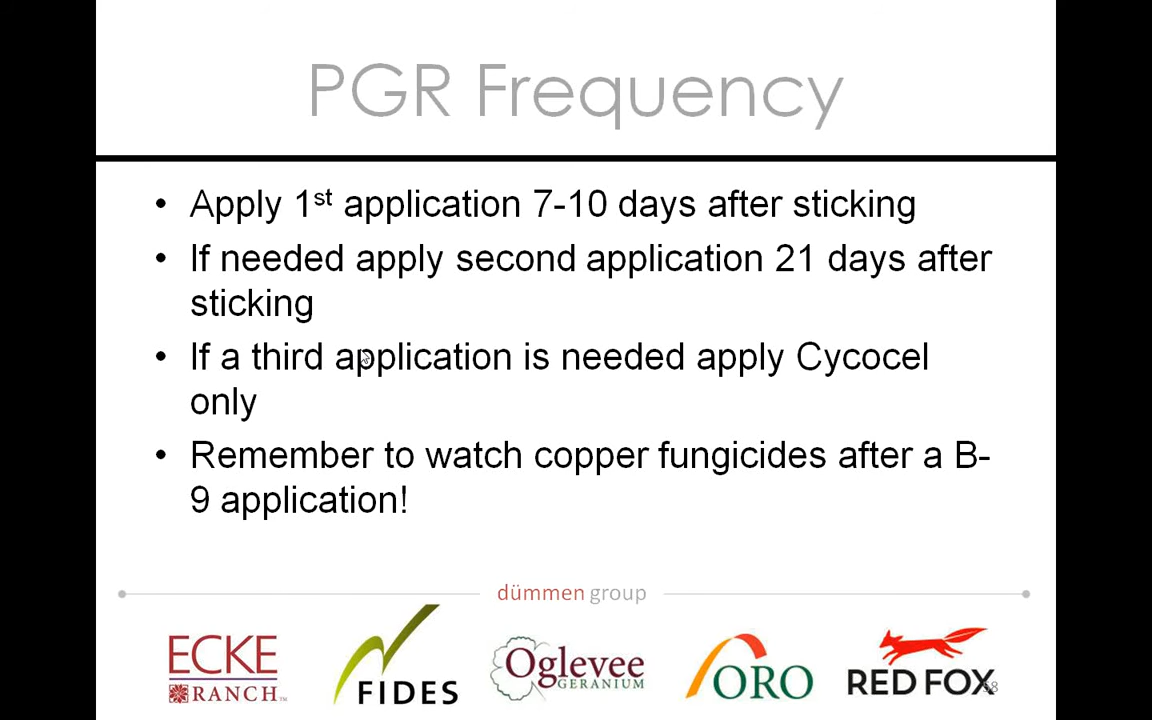 PGR Frequency
• Apply 1st application 7-10 days after sticking
• If needed apply second application 21 days after
sticking
• If a third application is needed apply Cycocel
only
• Remember to watch copper fungicides after a B-
9 application!
dümmen group
ECKE
RANCH™
FIDES
Oglevee
GERANIUM
ORO
RED FOX
58